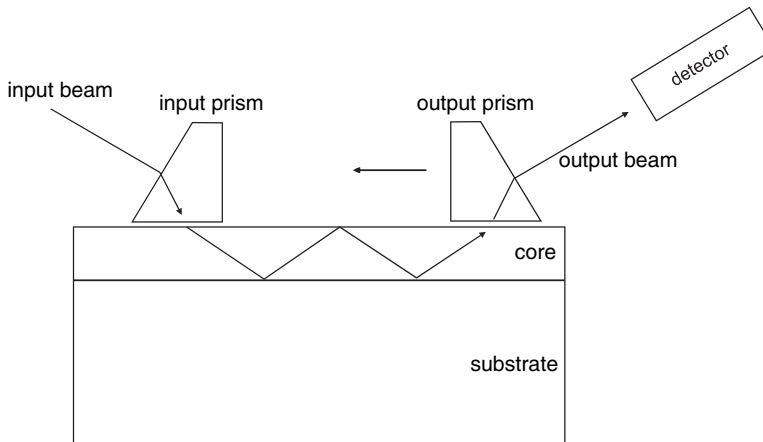 input beam
input prism
output prism
detector
output beam
core
substrate